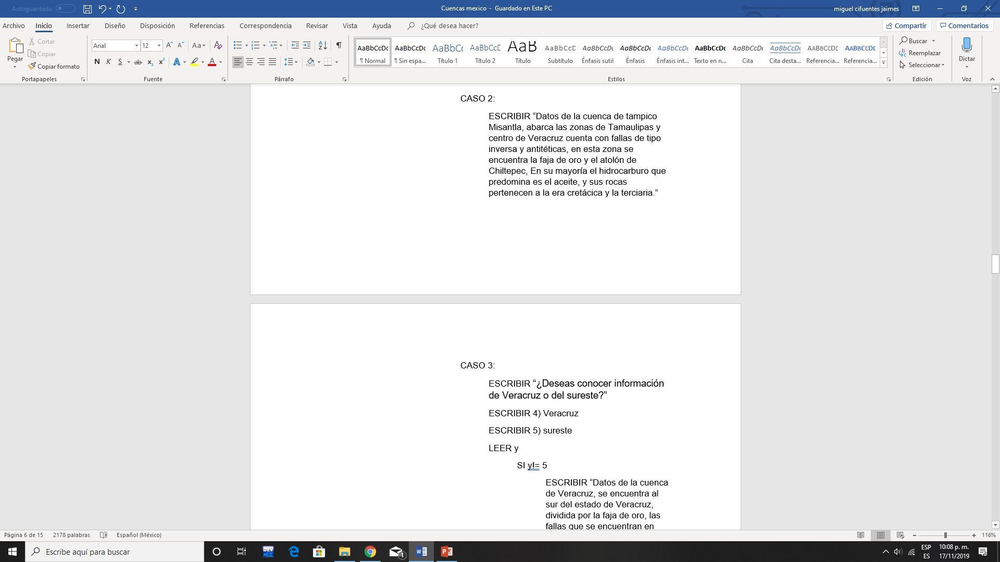 Autoguardado
Cuencas mexico - Guardado en Este PC
miguel cifuentes jaimes
Archivo Inicio Insertar Diseño Disposición Referencias Correspondencia Revisar Vista Ayuda ¿Qué desea hacer? Compartir Comentarios
Pegar
Cortar
Copiar
Copiar formato
Portapapeles
Arial 12
Fuente
Párrafo
AaBbCcDc AaBbCcDc AaBbCc AaBbCcD AaB AaBbCcD AaBbCcDc AaBbCcDc AaBbCcDc AaBbCcDc AaBbCcDc AaBbCcDc AABBCCDE AABBCCDE
¶ Normal ¶ Sin espa... Título 1 Título 2 Título Subtítulo Énfasis sutil Énfasis Énfasis int... Texto en n... Cita Cita desta... Referencia... Referencia...
Estilos
Buscar
Reemplazar
Seleccionar
Edición
Dictar
Voz
CASO 2:
ESCRIBIR “Datos de la cuenca de tampico
Misantla, abarca las zonas de Tamaulipas y
centro de Veracruz cuenta con fallas de tipo
inversa y antitéticas, en esta zona se
encuentra la faja de oro y el atolón de
Chiltepec, En su mayoría el hidrocarburo que
predomina es el aceite, y sus rocas
pertenecen a la era cretácica y la terciaria.”
CASO 3:
ESCRIBIR “¿Deseas conocer información
de Veracruz o del sureste?”
ESCRIBIR 4) Veracruz
ESCRIBIR 5) sureste
LEER y
SI y!= 5
ESCRIBIR “Datos de la cuenca
de Veracruz, se encuentra al
sur del estado de Veracruz,
dividida por la faja de oro, las
fallas que se encuentran en
Página 6 de 15 2178 palabras Español (México) 116%
Escribe aquí para buscar
ESP
ES
10:08 p. m.
17/11/2019